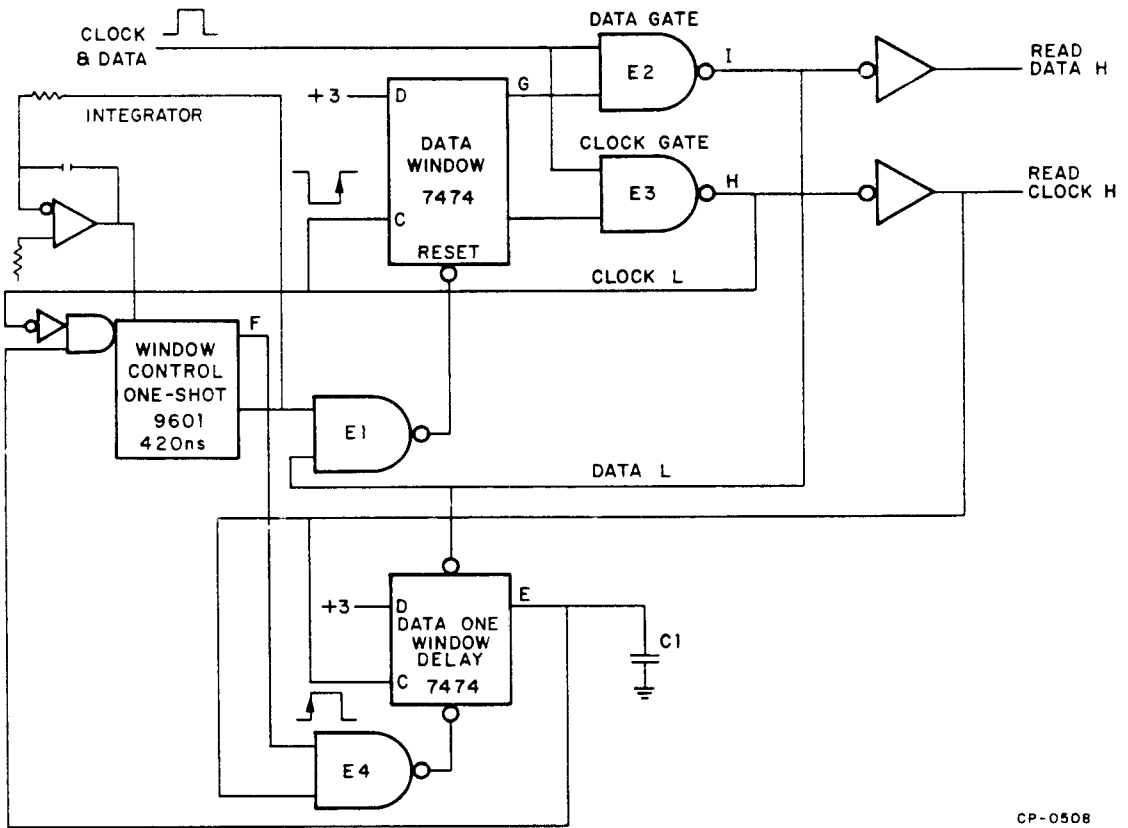 CLOCK
& DATA
DATA GATE
E2
I
READ
DATA H
+3
D
G
INTEGRATOR
DATA
WINDOW
7474
C
RESET
CLOCK GATE
E3
H
READ
CLOCK H
CLOCK L
F
WINDOW
CONTROL
ONE-SHOT
9601
420ns
E1
DATA L
+3
D
E
DATA ONE
WINDOW
DELAY
7474
C
C1
E4
CP-0508